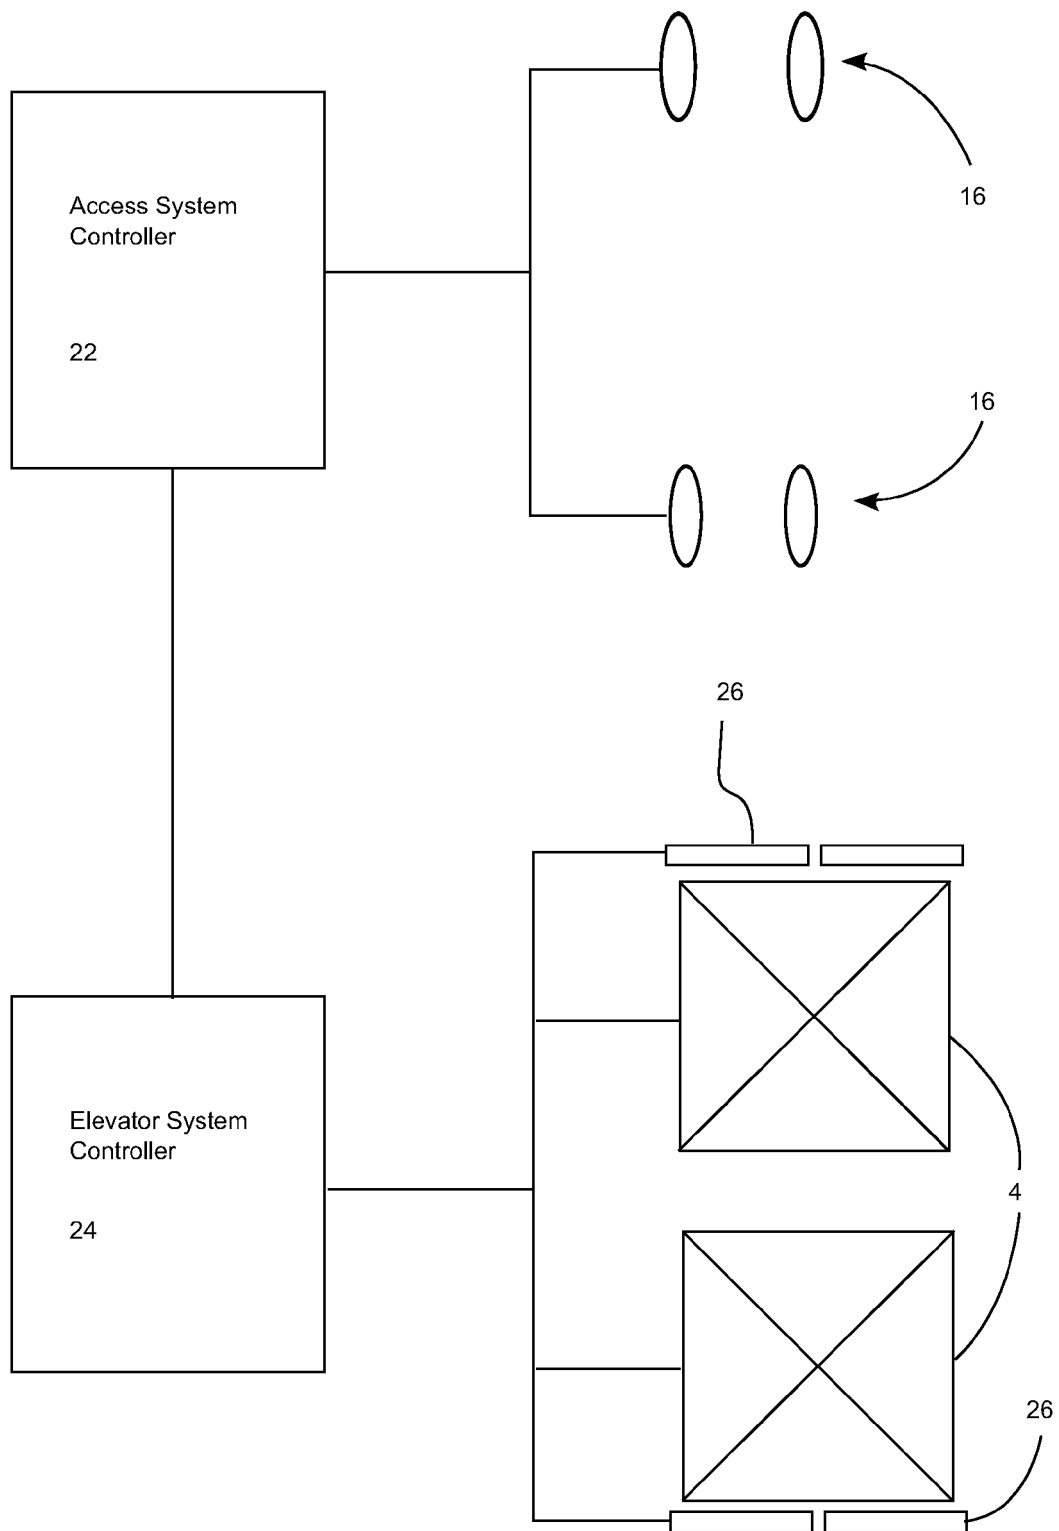 Access System
Controller
22
16
16
26
Elevator System
Controller
24
4
26